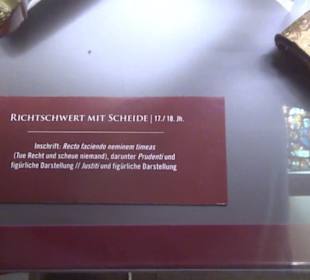 RICHTSCHWERT MIT SCHEIDE | 17./ 18. Jh.
Inschrift: Recto faciendo neminem timeas
(Tue Recht und scheue niemand), darunter Prudenti und
figürliche Darstellung // Justiti und figürliche Darstellung